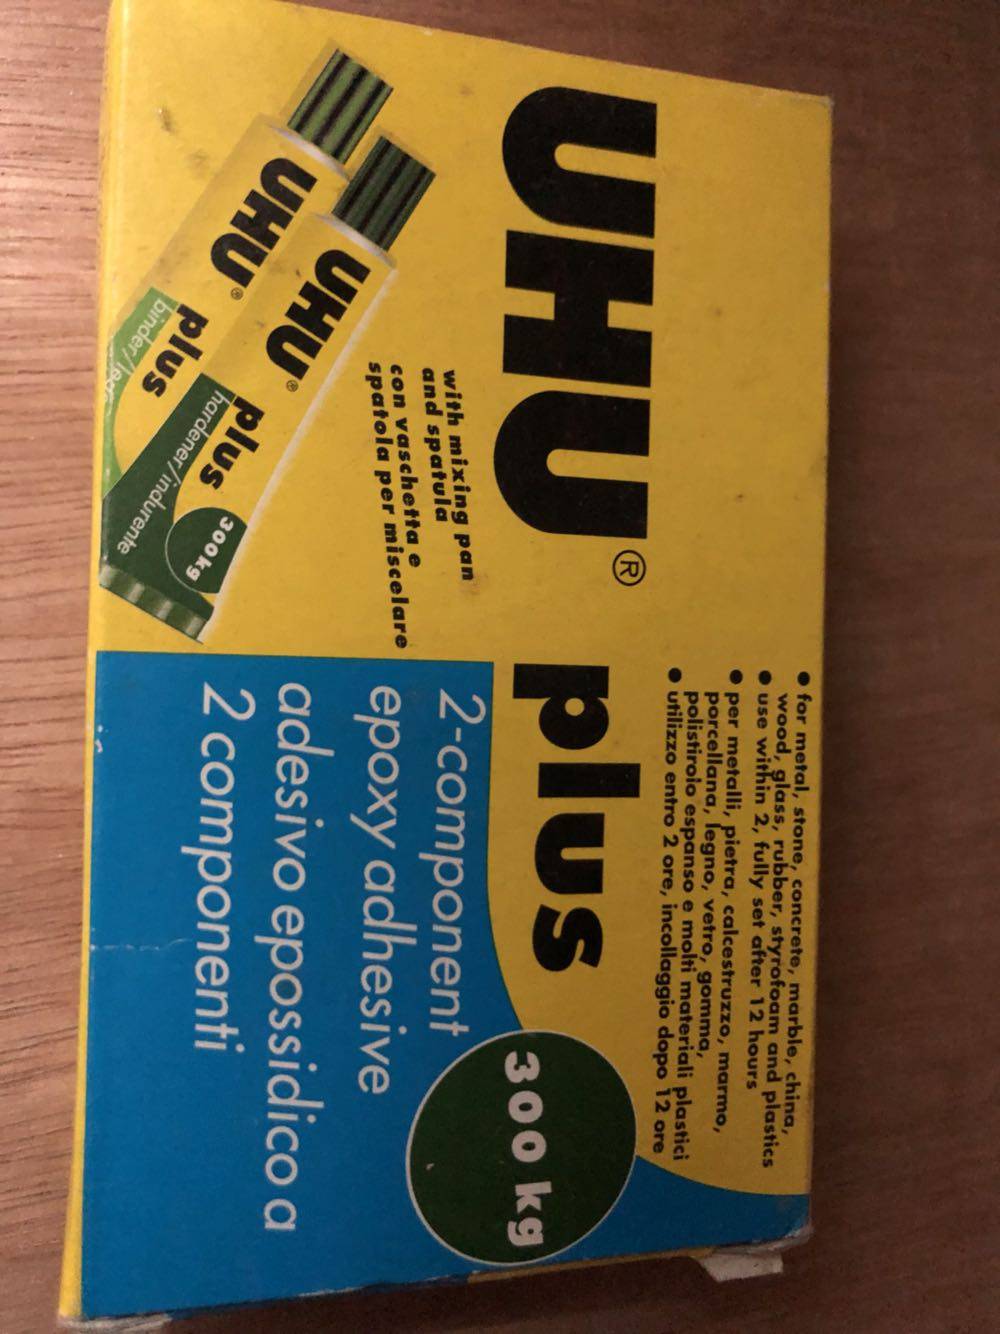 UHU® plus
• for metal, stone, concrete, marble, china,
wood, glass, rubber, styrofoam and plastics
• use within 2, fully set after 12 hours
• per metalli, pietra, calcestruzzo, marmo,
porcellana, legno, vetro, gomma,
polistirolo espanso e molti materiali plastici
• utilizzo entro 2 ore, incollaggio dopo 12 ore
with mixing pan
and spatula
con vaschetta e
spatola per miscelare
2-component
epoxy adhesive
adesivo epossidico a
2 componenti
300 kg
UHU®
plus
binder/
UHU®
plus
hardener/indurente
300 kg